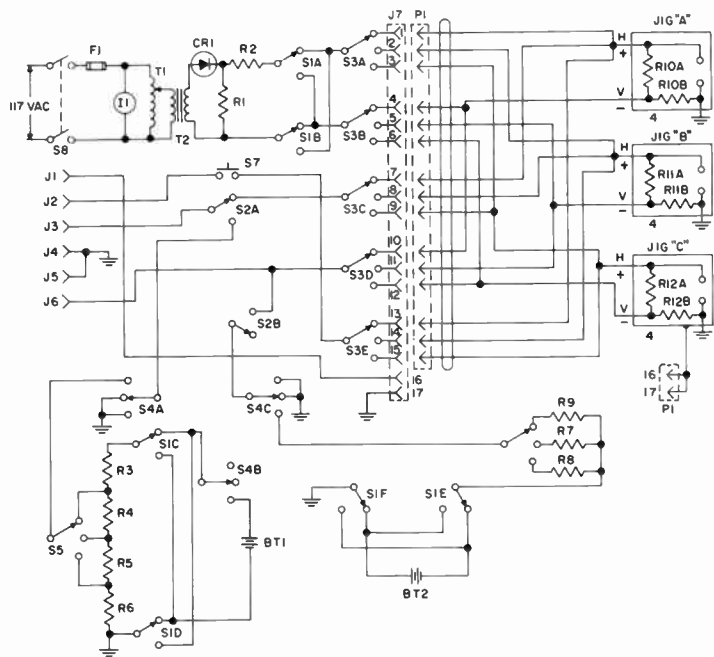 J7 P1
JIG "A"
F1
CR1
R2
S1A
S3A
1
2
3
H
+
R10A
R10B
T1
117 VAC
I1
R1
T2
S8
S1B
S3B
4
5
6
V
−
4
JIG "B"
J1
J2
J3
J4
J5
J6
S7
S2A
S3C
7
8
9
H
+
R11A
R11B
V
−
4
S2B
S3D
10
11
12
JIG "C"
H
+
R12A
R12B
V
−
4
S3E
13
14
15
16
17
16
17
P1
S4A
S4C
S1C
S4B
R3
R4
R5
R6
S5
BT1
S1D
R9
R7
R8
S1F
S1E
BT2